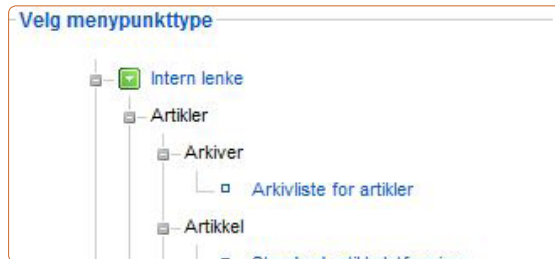 Velg menypunkttype
Intern lenke
Artikler
Arkiver
Arkivliste for artikler
Artikkel